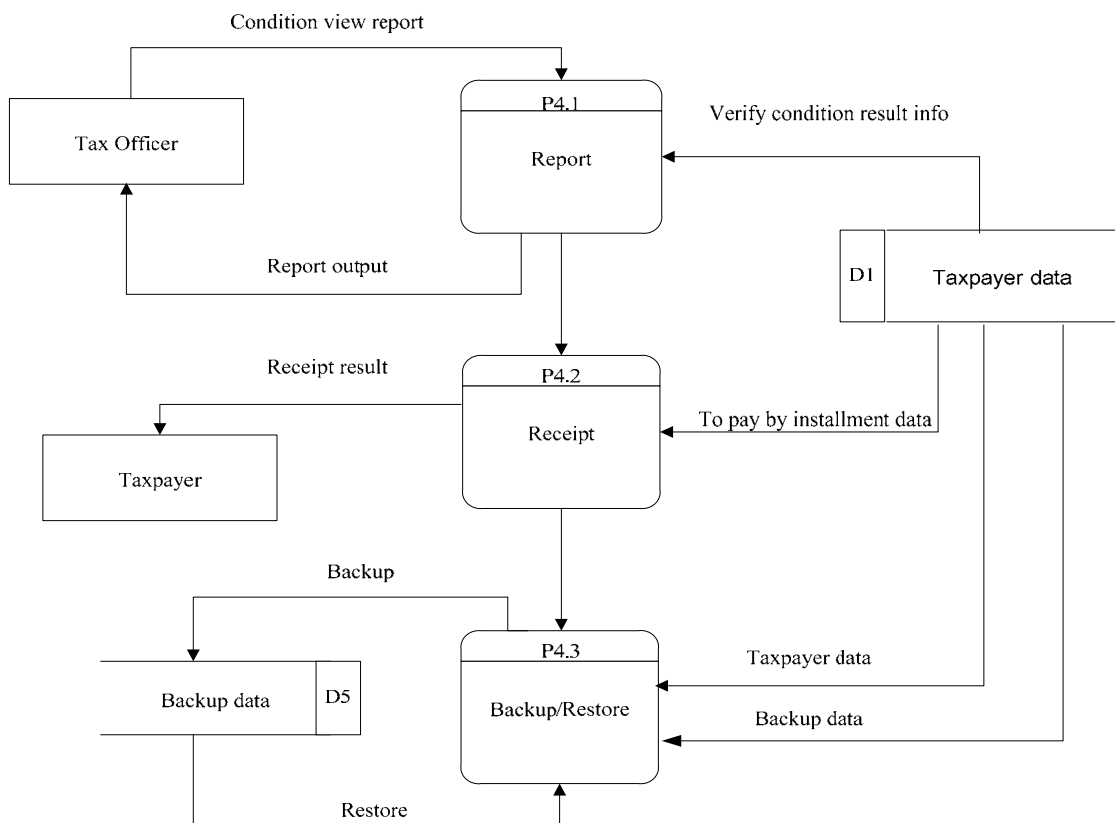 Condition view report
P4.1
Verify condition result info
Tax Officer
Report
Report output
D1
Taxpayer data
Receipt result
P4.2
To pay by installment data
Receipt
Taxpayer
Backup
P4.3
Taxpayer data
Backup data
D5
Backup/Restore
Backup data
Restore